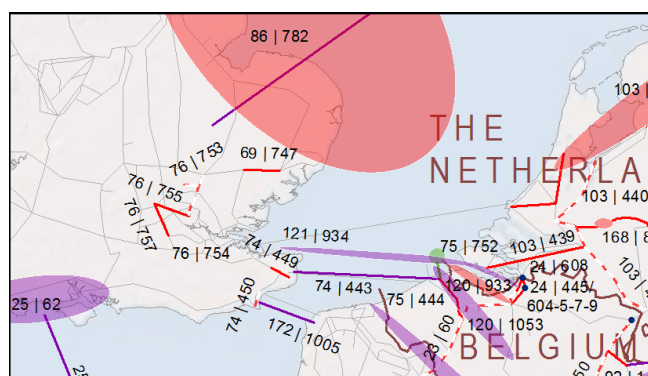 86 | 782
THE
NETHERLA
103 |
76 | 753
69 | 747
76 | 755
76 | 757
76 | 754
103 | 440
121 | 934
75 | 752
103 | 439
168 | 8
74 | 449
24 | 608
74 | 443
120 | 933
24 | 445
604-5-7-9
103 |
25 | 62
74 | 450
75 | 444
172 | 1005
23 | 60
120 | 1053
BELGIUM